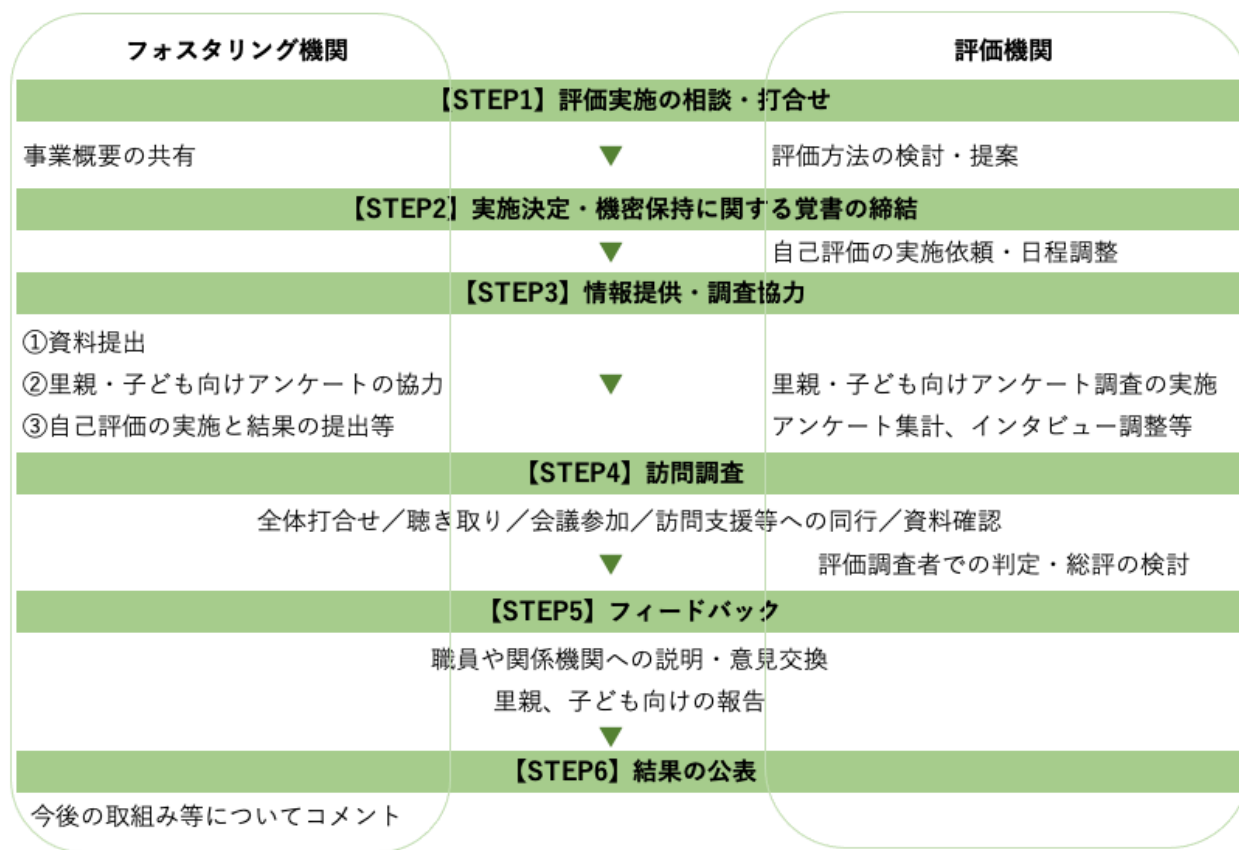 フォスタリング機関
評価機関
【STEP1】評価実施の相談・打合せ
事業概要の共有
▼
評価方法の検討・提案
【STEP2】実施決定・機密保持に関する覚書の締結
▼
自己評価の実施依頼・日程調整
【STEP3】情報提供・調査協力
①資料提出
②里親・子ども向けアンケートの協力
③自己評価の実施と結果の提出等
▼
里親・子ども向けアンケート調査の実施
アンケート集計、インタビュー調整等
【STEP4】訪問調査
全体打合せ／聴き取り／会議参加／訪問支援等への同行／資料確認
▼
評価調査者での判定・総評の検討
【STEP5】フィードバック
職員や関係機関への説明・意見交換
里親、子ども向けの報告
▼
【STEP6】結果の公表
今後の取組み等についてコメント